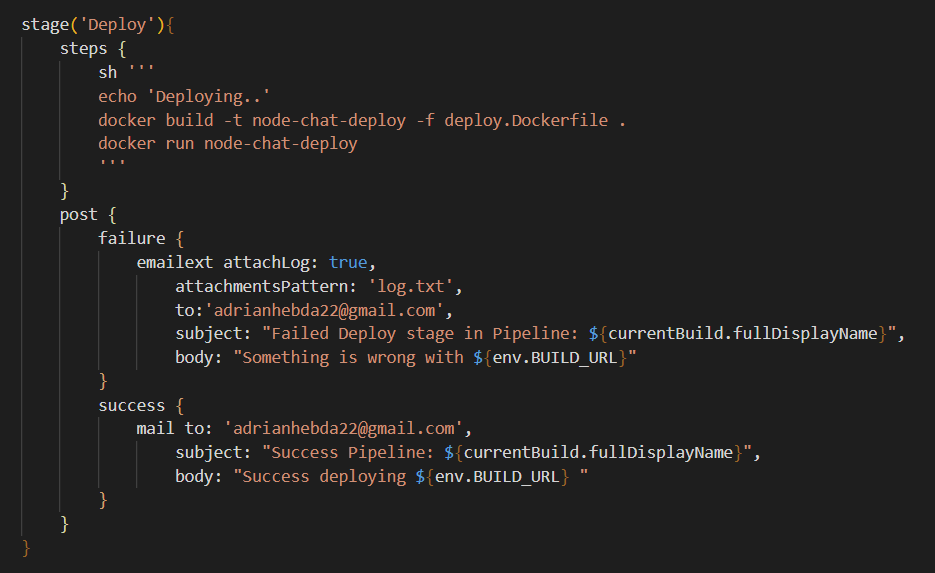 stage('Deploy'){
steps {
sh '''
echo 'Deploying..'
docker build -t node-chat-deploy -f deploy.Dockerfile .
docker run node-chat-deploy
'''
}
post {
failure {
emailext attachLog: true,
attachmentsPattern: 'log.txt',
to:'adrianhebda22@gmail.com',
subject: "Failed Deploy stage in Pipeline: ${currentBuild.fullDisplayName}",
body: "Something is wrong with ${env.BUILD_URL}"
}
success {
mail to: 'adrianhebda22@gmail.com',
subject: "Success Pipeline: ${currentBuild.fullDisplayName}",
body: "Success deploying ${env.BUILD_URL} "
}
}
}